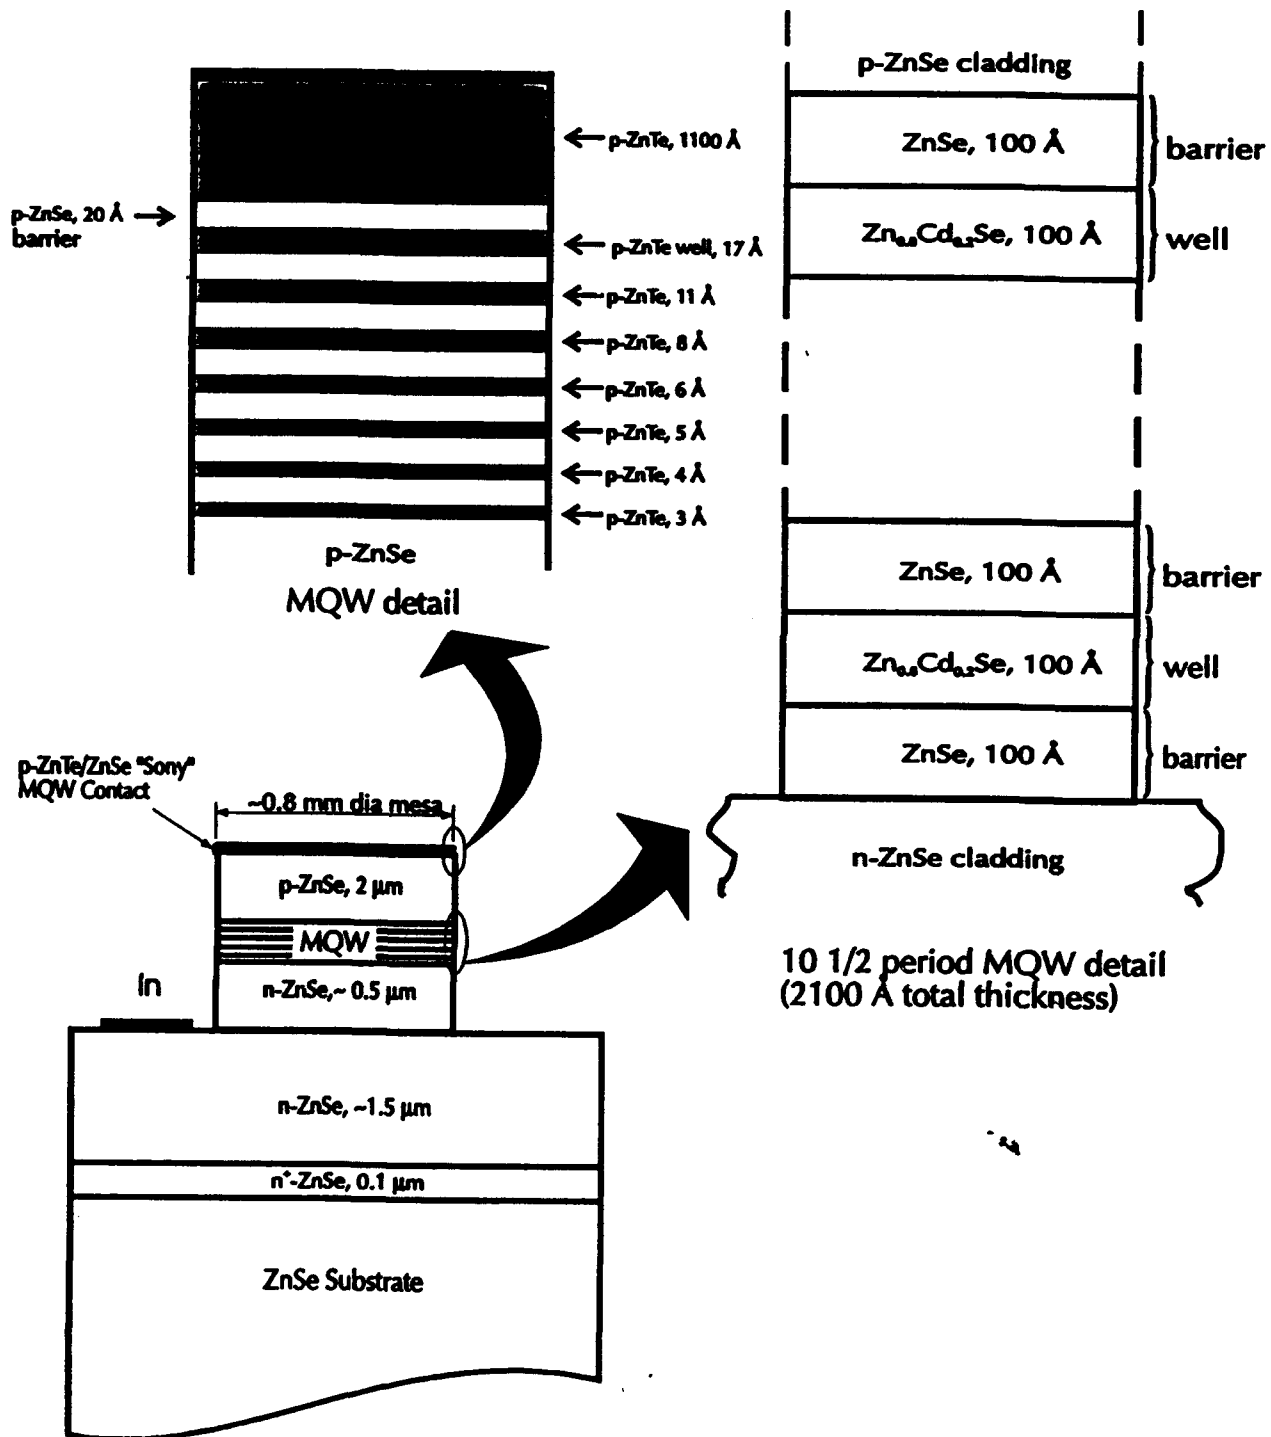 p-ZnTe, 1100 Å
p-ZnSe, 20 Å
barrier
p-ZnTe well, 17 Å
p-ZnTe, 11 Å
p-ZnTe, 8 Å
p-ZnTe, 6 Å
p-ZnTe, 5 Å
p-ZnTe, 4 Å
p-ZnTe, 3 Å
p-ZnSe
MQW detail
p-ZnSe cladding
ZnSe, 100 Å
barrier
Zn₀.₈Cd₀.₂Se, 100 Å
well
ZnSe, 100 Å
barrier
Zn₀.₈Cd₀.₂Se, 100 Å
well
ZnSe, 100 Å
barrier
n-ZnSe cladding
10 1/2 period MQW detail
(2100 Å total thickness)
p-ZnTe/ZnSe "Sony"
MQW Contact
~0.8 mm dia mesa
p-ZnSe, 2 µm
MQW
n-ZnSe,~ 0.5 µm
In
n-ZnSe, ~1.5 µm
n⁺-ZnSe, 0.1 µm
ZnSe Substrate